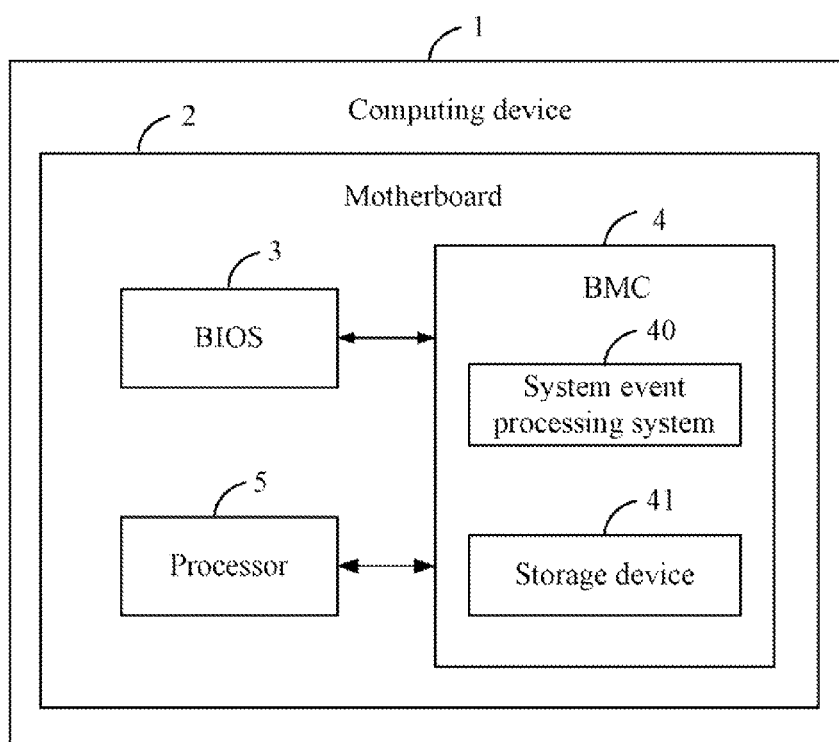 1
Computing device
2
Motherboard
4
3
BMC
BIOS
40
System event
processing system
5
41
Processor
Storage device